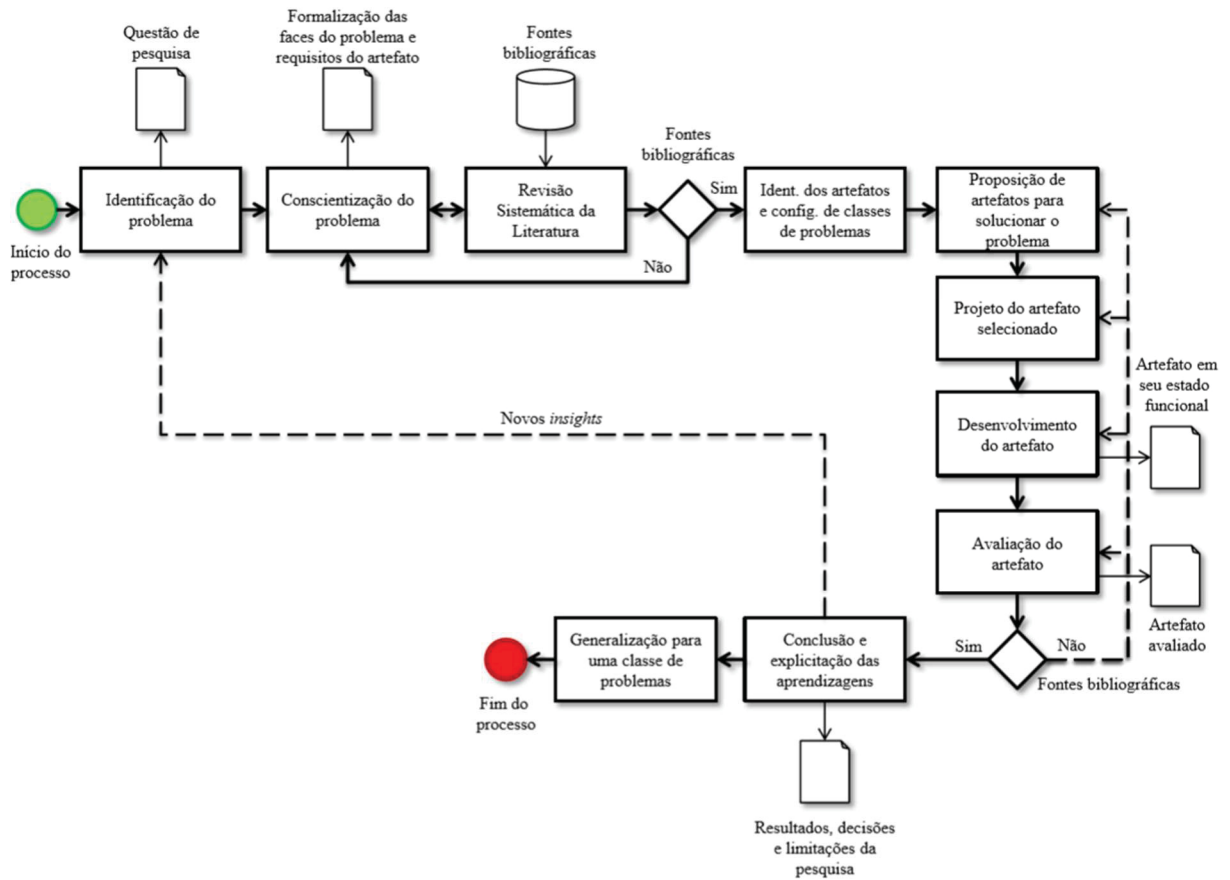 Questão de
pesquisa
Formalização das
faces do problema e
requisitos do artefato
Fontes
bibliográficas
Início do
processo
Identificação do
problema
Conscientização do
problema
Revisão
Sistemática da
Literatura
Fontes
bibliográficas
Sim
Não
Ident. dos artefatos
e config. de classes
de problemas
Proposição de
artefatos para
solucionar o
problema
Projeto do artefato
selecionado
Desenvolvimento
do artefato
Artefato em
seu estado
funcional
Avaliação do
artefato
Artefato
avaliado
Novos insights
Sim
Não
Fontes bibliográficas
Conclusão e
explicitação das
aprendizagens
Generalização para
uma classe de
problemas
Fim do
processo
Resultados, decisões
e limitações da
pesquisa